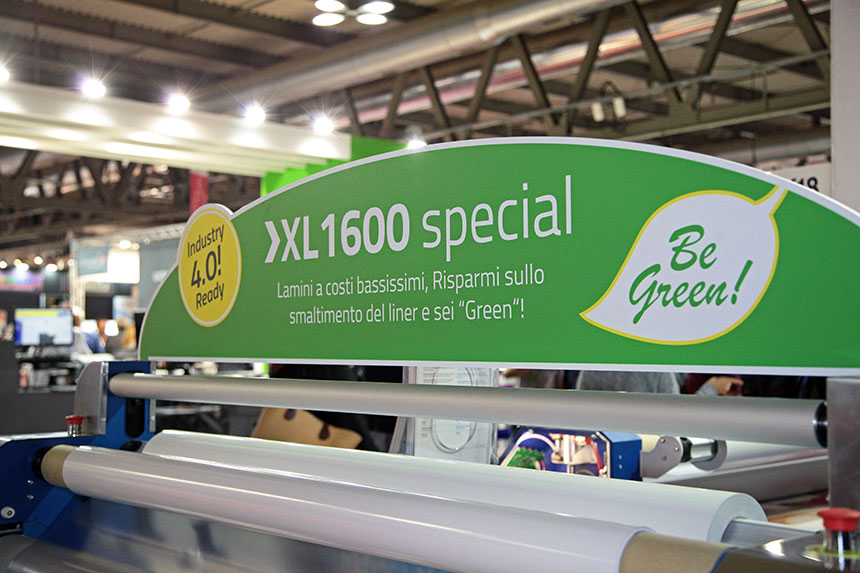 Industry
4.0!
Ready
XL1600 special
Lamini a costi bassissimi, Risparmi sullo
smaltimento del liner e sei “Green”!
Be
Green!